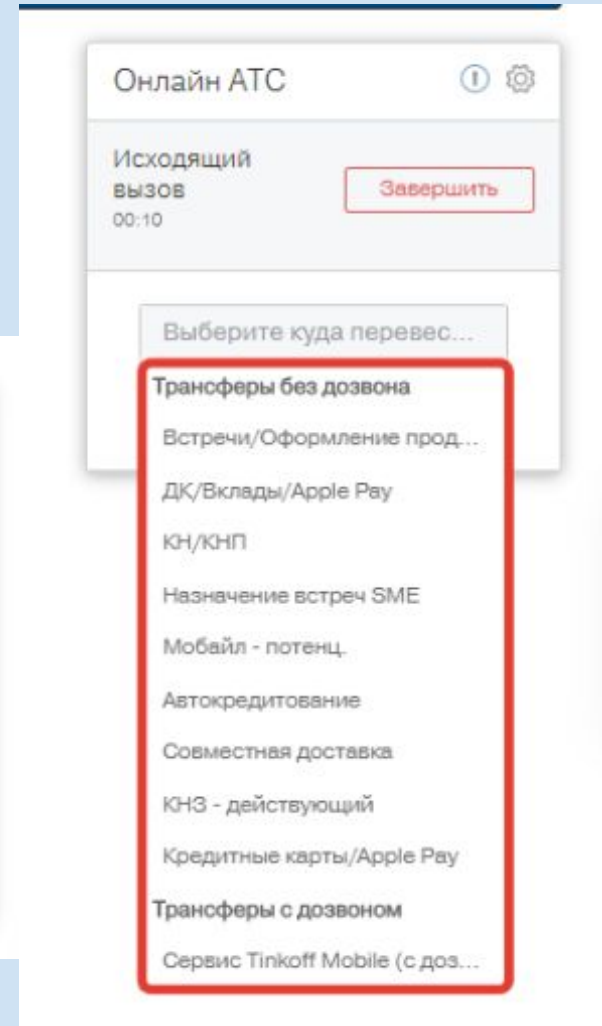 Онлайн АТС
Исходящий
вызов
Завершить
00:10
Выберите куда перевес...
Трансферы без дозвона
Встречи/Оформление прод...
ДК/Вклады/Apple Pay
КН/КНП
Назначение встреч SME
Мобайл - потенц.
Автокредитование
Совместная доставка
КНЗ - действующий
Кредитные карты/Apple Pay
Трансферы с дозвоном
Сервис Tinkoff Mobile (с доз...